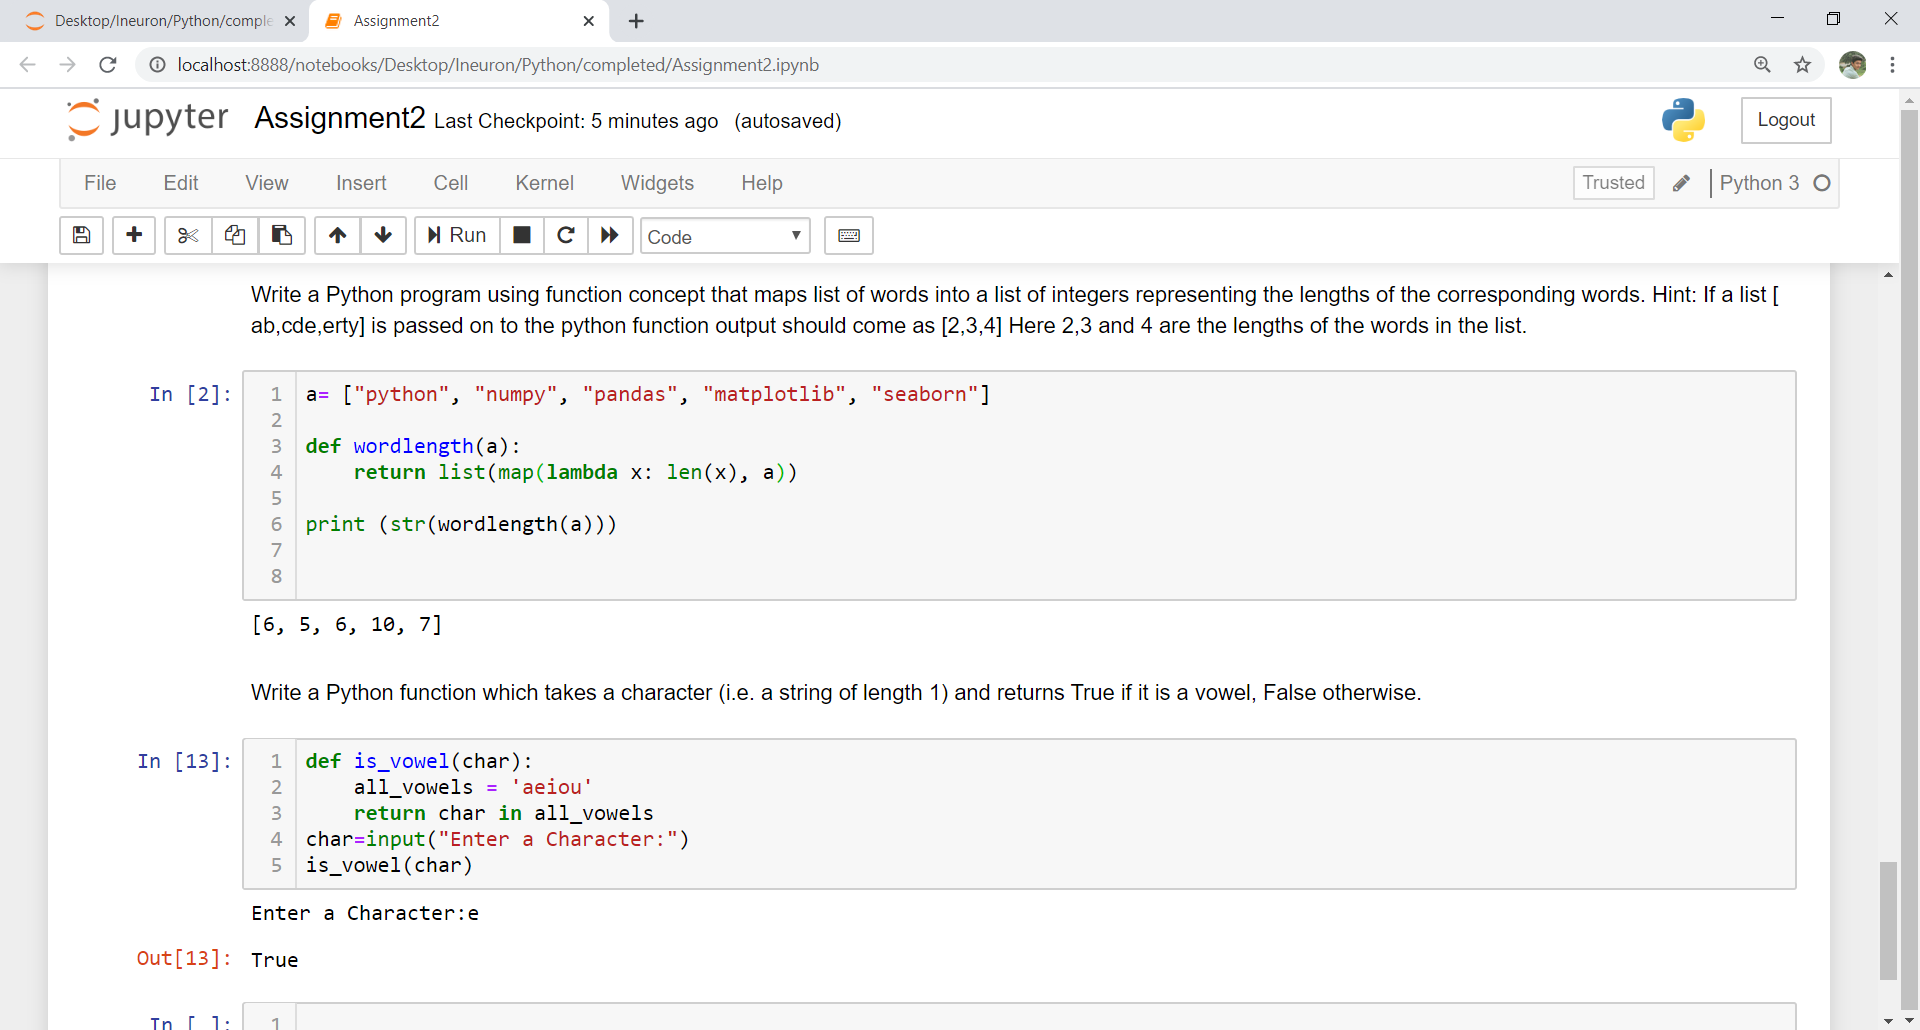 Desktop/Ineuron/Python/comple
Assignment2
localhost:8888/notebooks/Desktop/Ineuron/Python/completed/Assignment2.ipynb
jupyter Assignment2 Last Checkpoint: 5 minutes ago (autosaved)
Logout
File Edit View Insert Cell Kernel Widgets Help
Trusted Python 3
Run Code
Write a Python program using function concept that maps list of words into a list of integers representing the lengths of the corresponding words. Hint: If a list [
ab,cde,erty] is passed on to the python function output should come as [2,3,4] Here 2,3 and 4 are the lengths of the words in the list.
In [2]:
1 a= ["python", "numpy", "pandas", "matplotlib", "seaborn"]
2
3 def wordlength(a):
4     return list(map(lambda x: len(x), a))
5
6 print (str(wordlength(a)))
7
8
[6, 5, 6, 10, 7]
Write a Python function which takes a character (i.e. a string of length 1) and returns True if it is a vowel, False otherwise.
In [13]:
1 def is_vowel(char):
2     all_vowels = 'aeiou'
3     return char in all_vowels
4 char=input("Enter a Character:")
5 is_vowel(char)
Enter a Character:e
Out[13]: True
In [ ]: 1